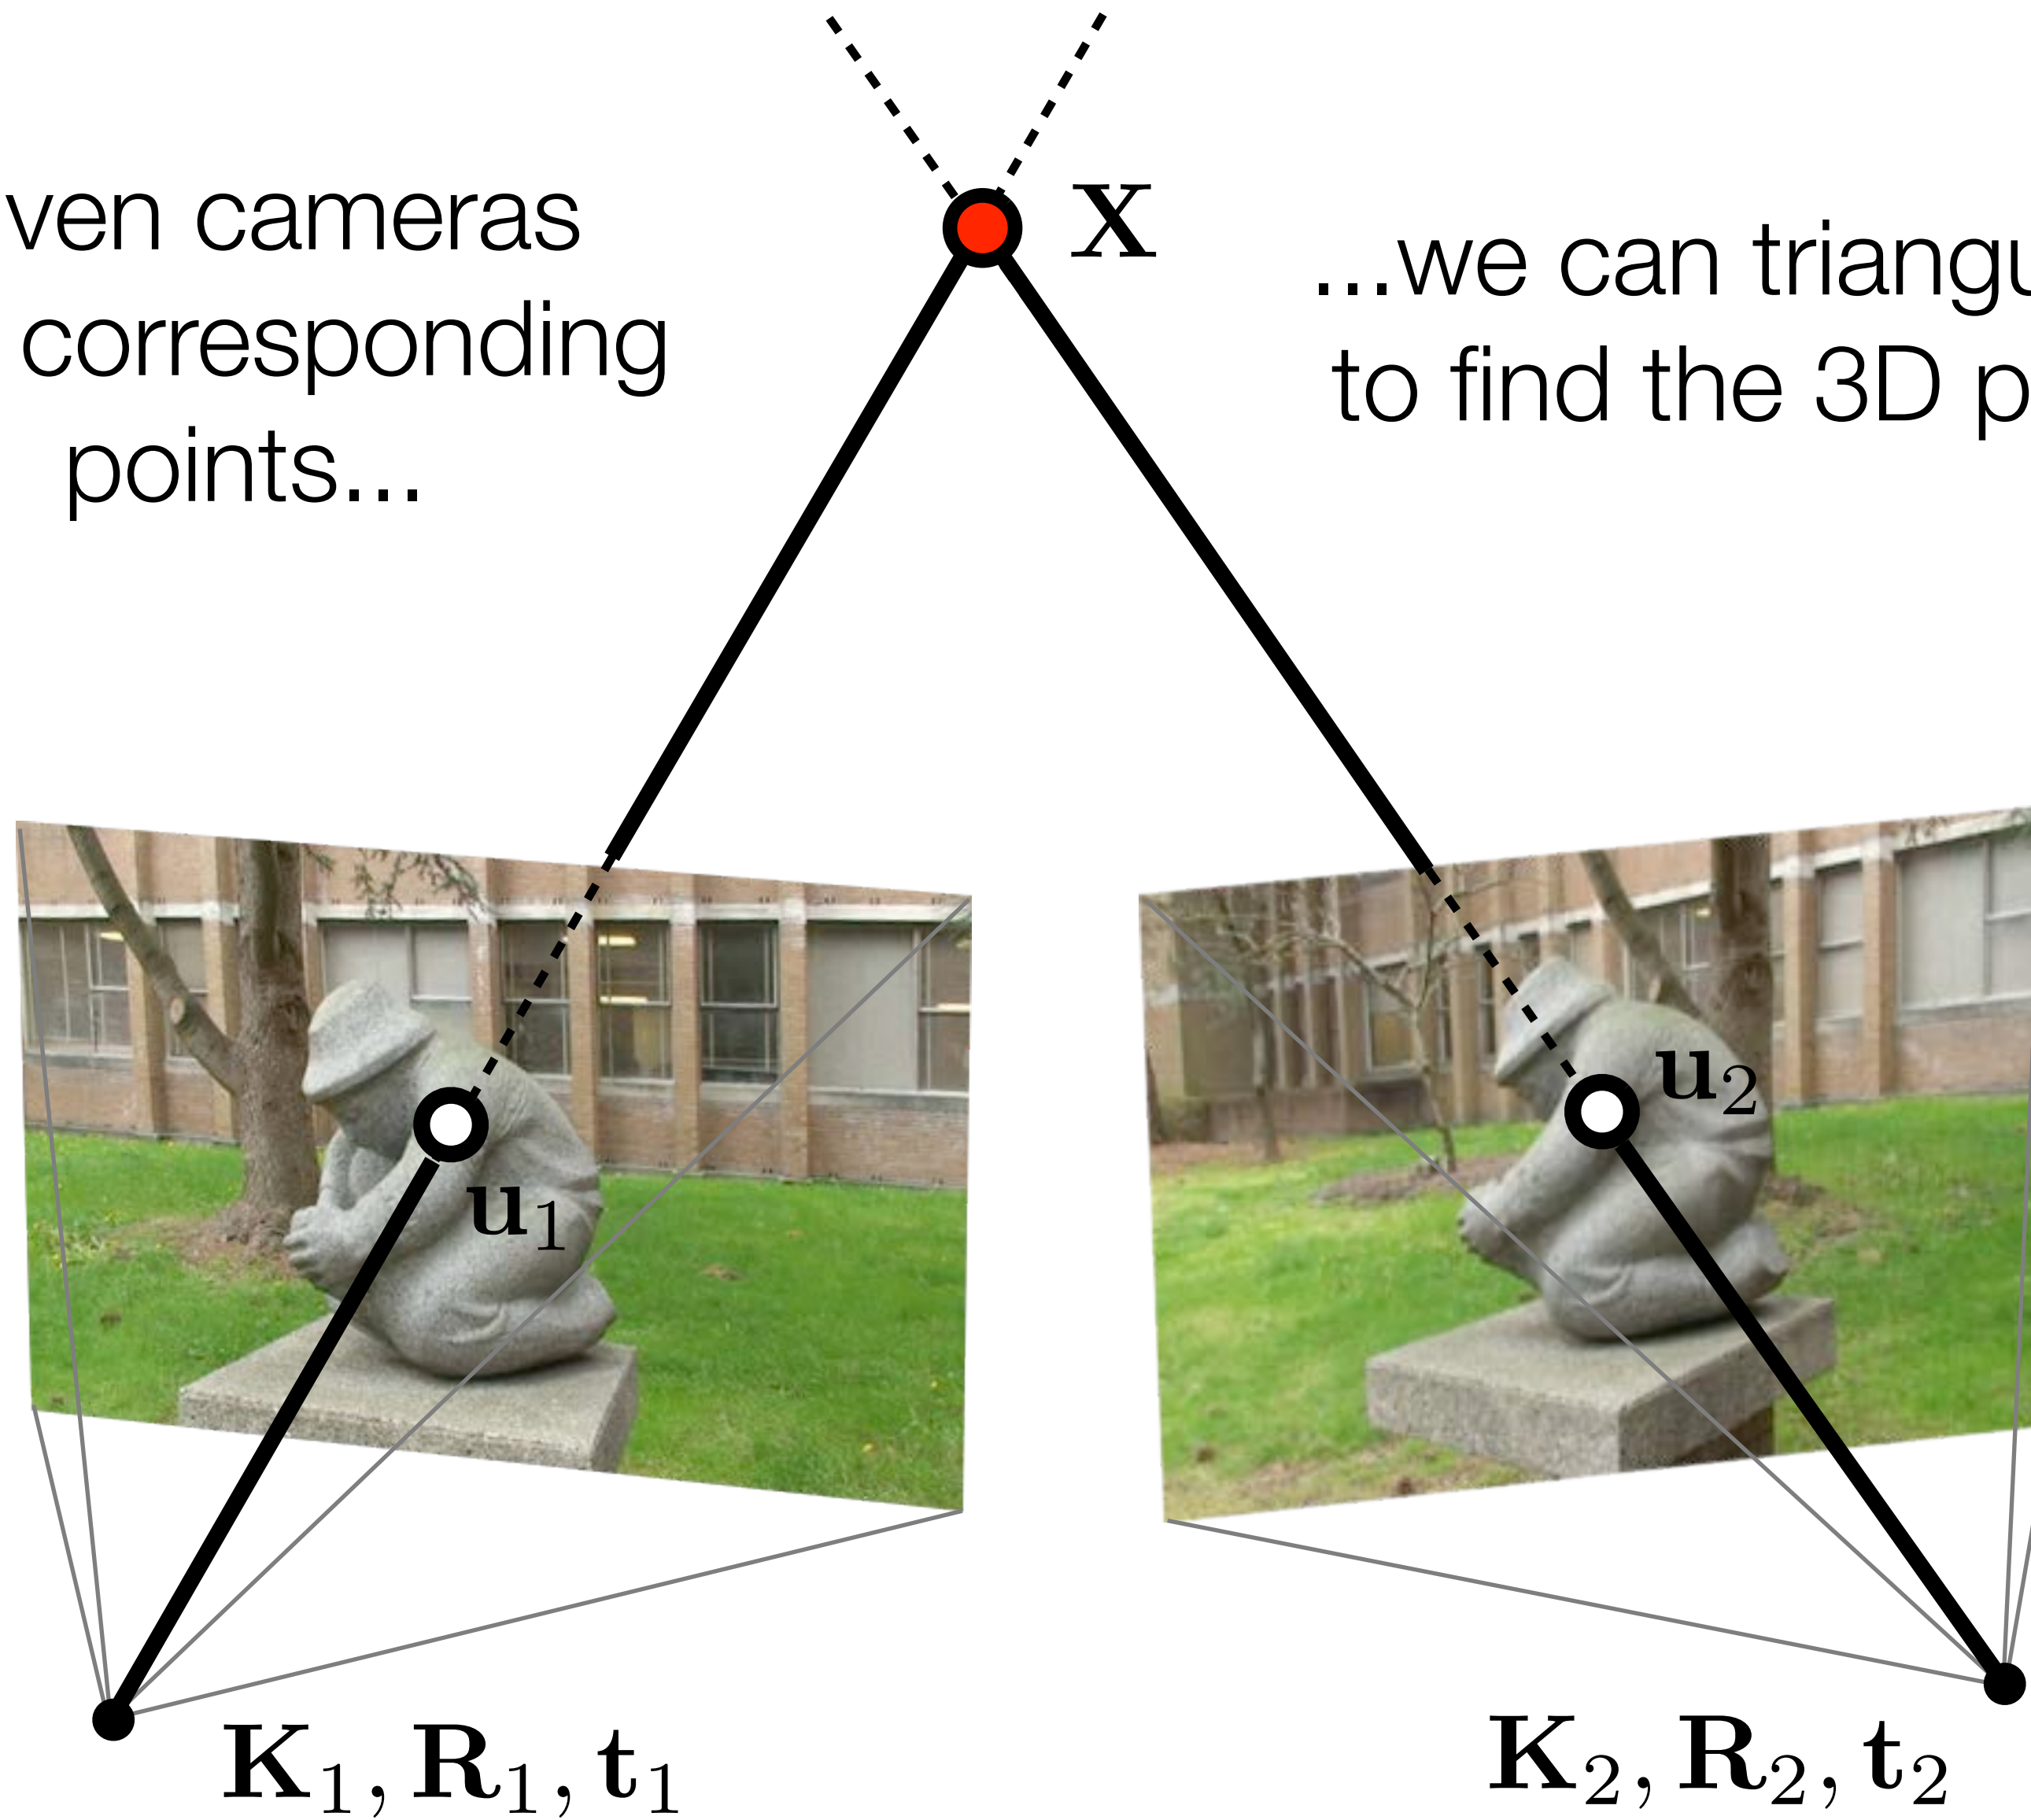 ven cameras
corresponding
points...
X
...we can triangu
to find the 3D p
u₂
u₁
K₁, R₁, t₁
K₂, R₂, t₂